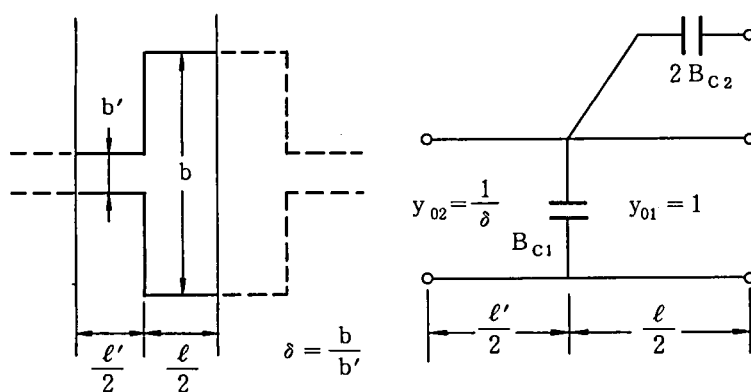 b'
b
ℓ'/2
ℓ/2
δ = b/b'
2 B_C2
y_02 = 1/δ
y_01 = 1
B_C1
ℓ'/2
ℓ/2